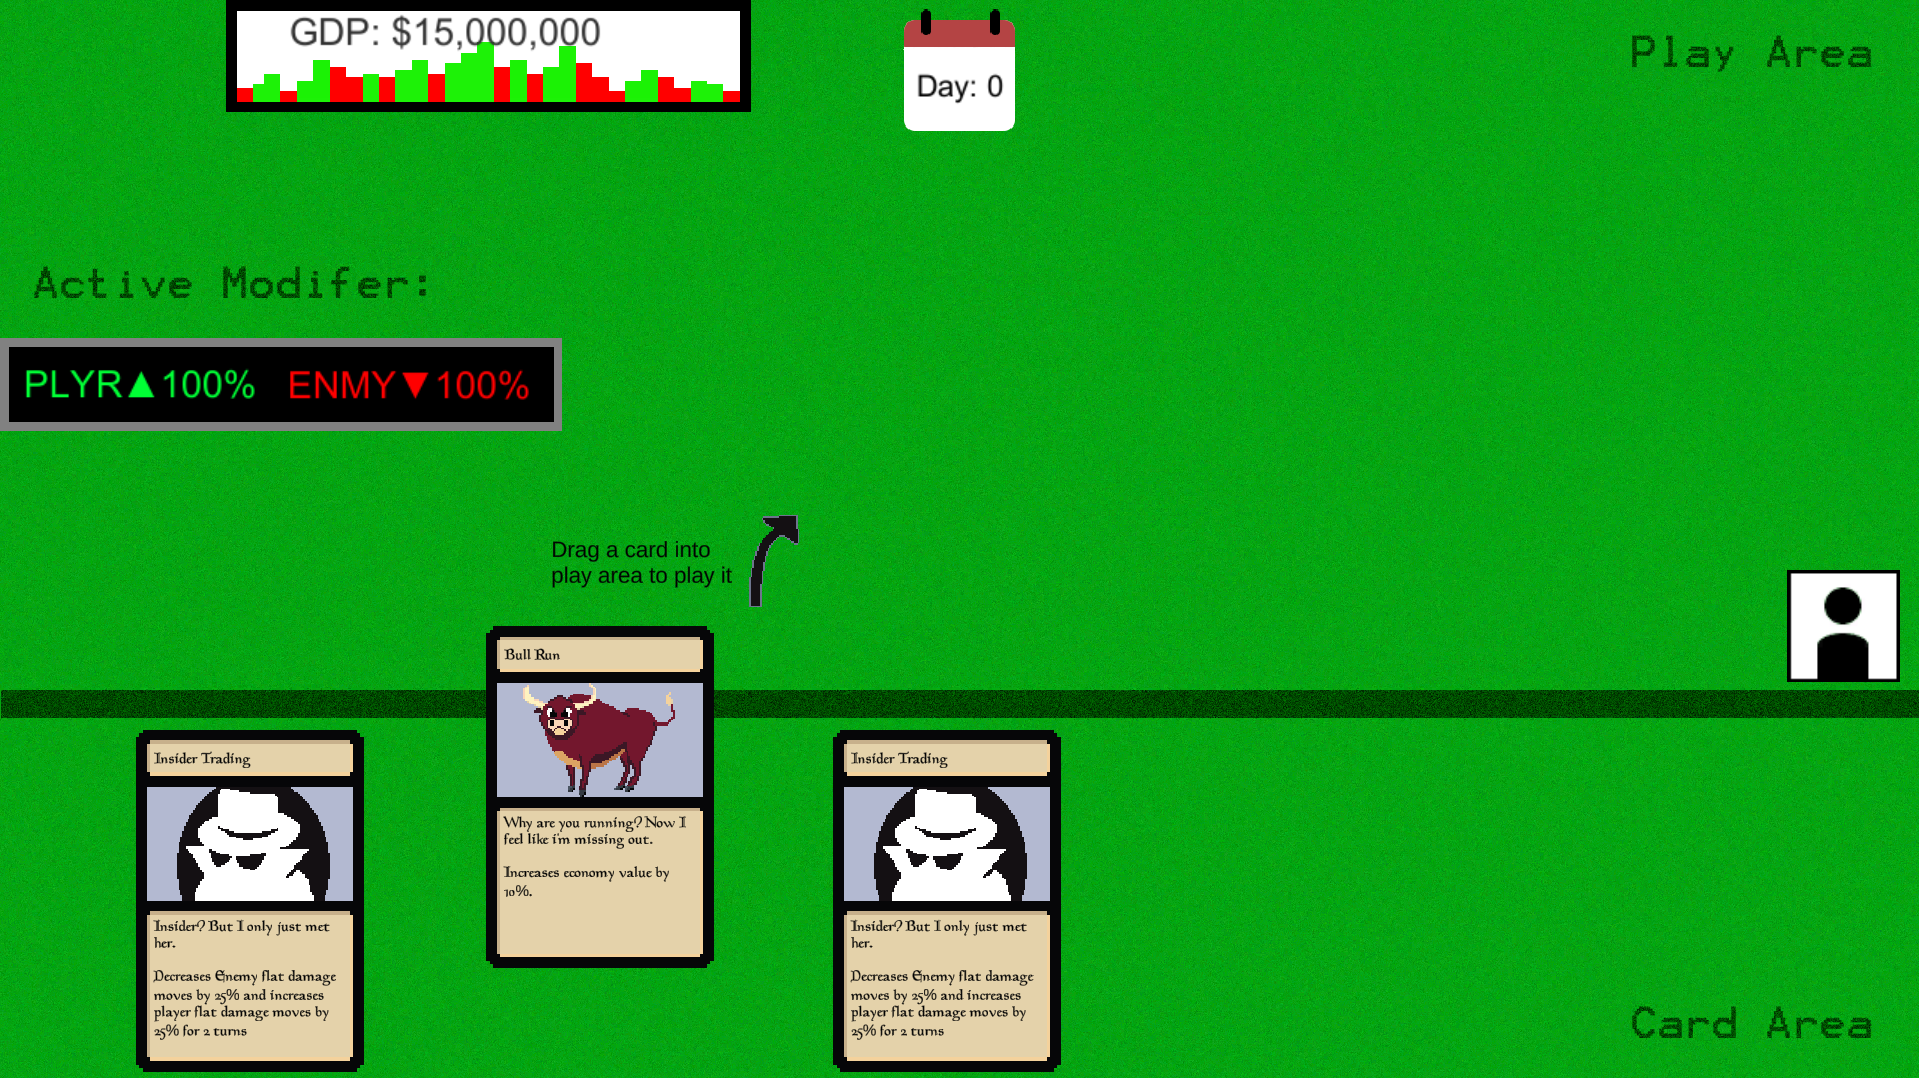 GDP: $15,000,000
Day: 0
Play Area
Active Modifer:
PLYR▲100% ENMY▼100%
Drag a card into
play area to play it
Bull Run
Why are you running? Now I
feel like i'm missing out.
Increases economy value by
10%.
Insider Trading
Insider? But I only just met
her.
Decreases Enemy flat damage
moves by 25% and increases
player flat damage moves by
25% for 2 turns
Insider Trading
Insider? But I only just met
her.
Decreases Enemy flat damage
moves by 25% and increases
player flat damage moves by
25% for 2 turns
Card Area